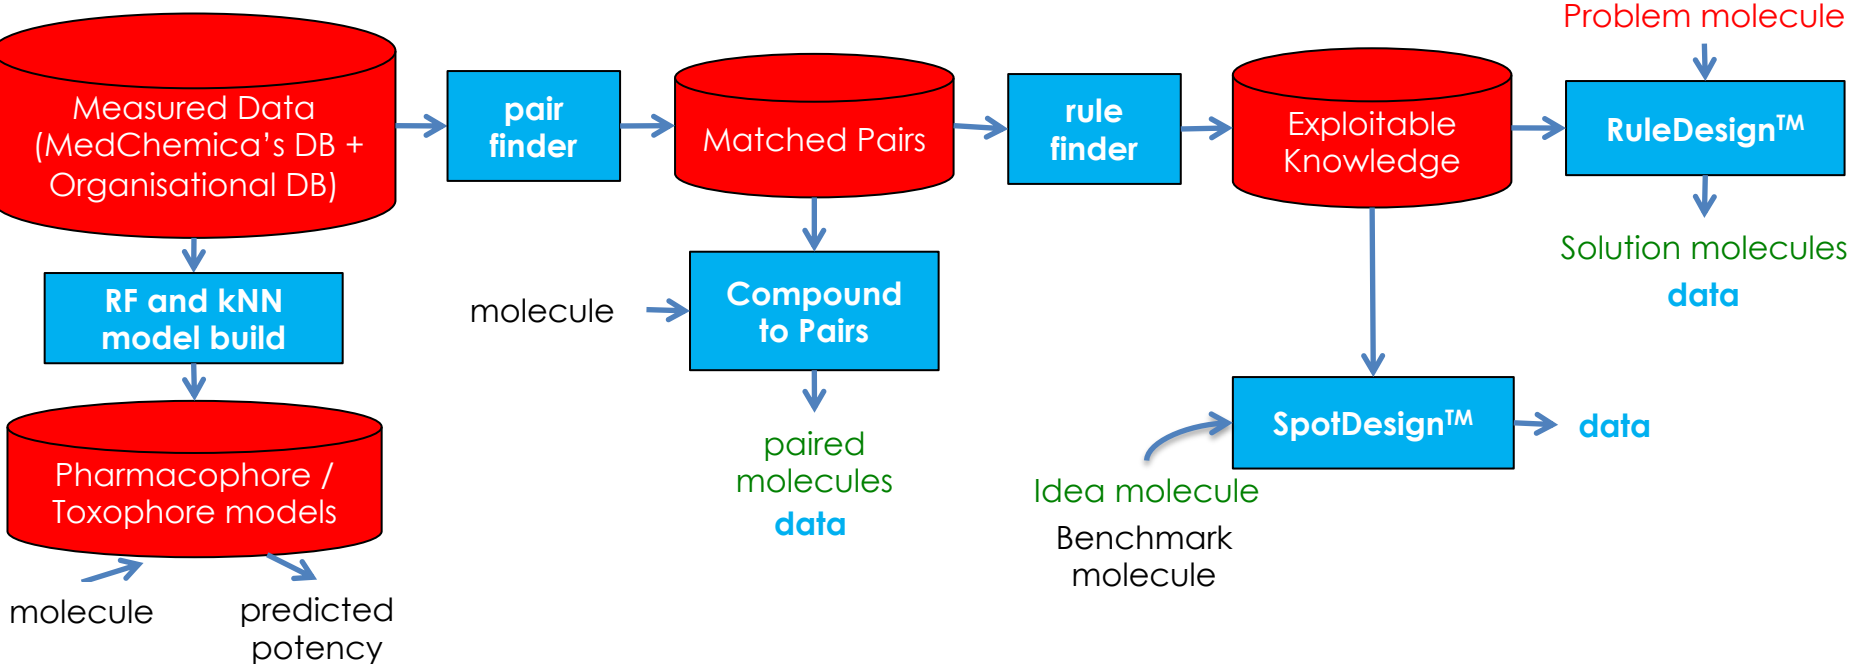 Problem molecule
Measured Data
(MedChemica's DB +
Organisational DB)
pair
finder
Matched Pairs
rule
finder
Exploitable
Knowledge
RuleDesign™
Solution molecules
data
RF and kNN
model build
molecule
Compound
to Pairs
SpotDesign™
data
Pharmacophore /
Toxophore models
paired
molecules
data
Idea molecule
Benchmark
molecule
molecule
predicted
potency